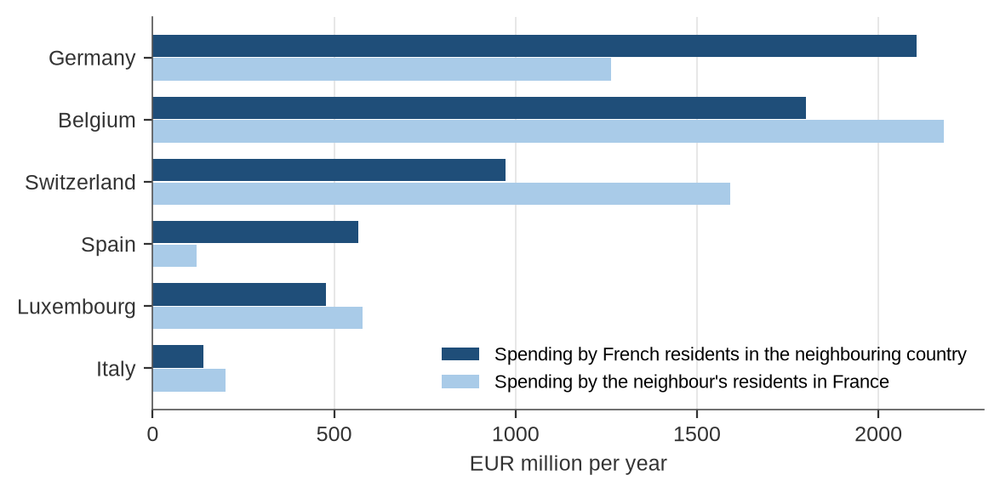 Germany
Belgium
Switzerland
Spain
Luxembourg
Italy
Spending by French residents in the neighbouring country
Spending by the neighbour's residents in France
0 500 1000 1500 2000
EUR million per year